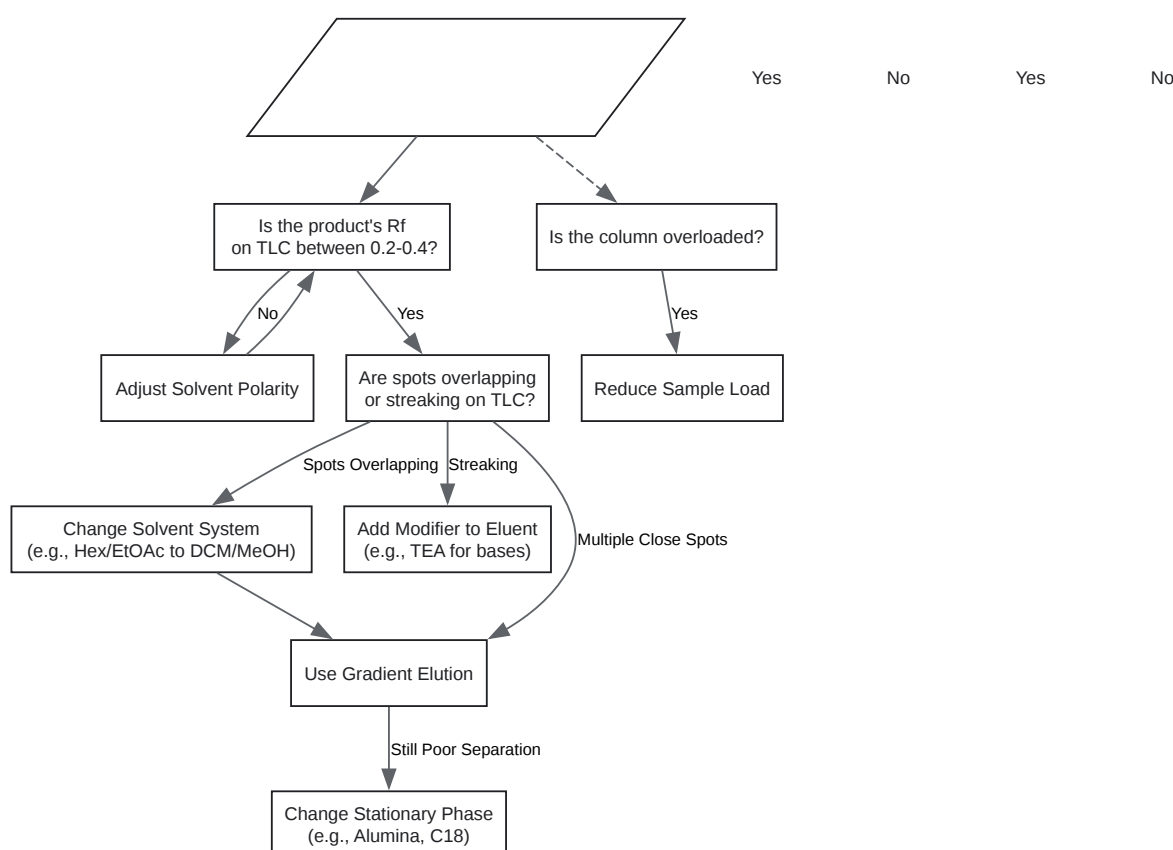 Yes
No
Yes
No
Is the product's Rf
on TLC between 0.2-0.4?
Is the column overloaded?
No
Yes
Yes
Adjust Solvent Polarity
Are spots overlapping
or streaking on TLC?
Reduce Sample Load
Spots Overlapping
Streaking
Change Solvent System
(e.g., Hex/EtOAc to DCM/MeOH)
Add Modifier to Eluent
(e.g., TEA for bases)
Multiple Close Spots
Use Gradient Elution
Still Poor Separation
Change Stationary Phase
(e.g., Alumina, C18)